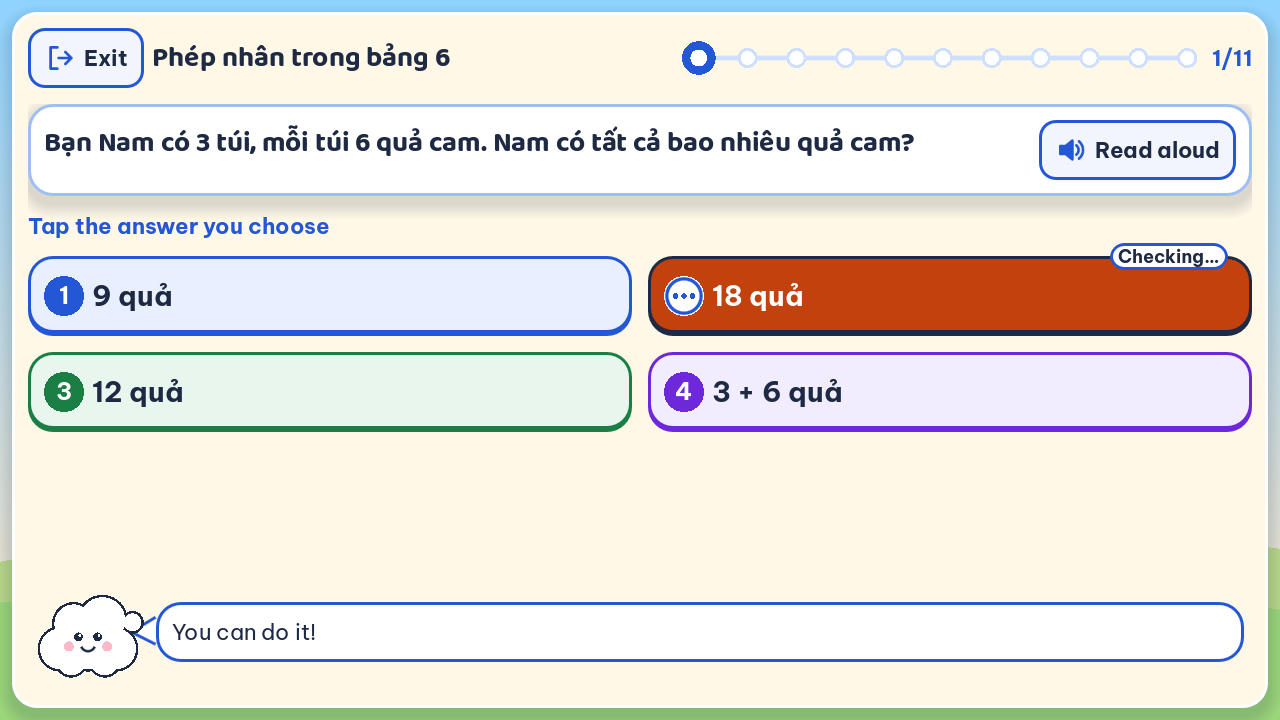 Exit
Phép nhân trong bảng 6
1/11
Bạn Nam có 3 túi, mỗi túi 6 quả cam. Nam có tất cả bao nhiêu quả cam?
Read aloud
Tap the answer you choose
1 9 quả
Checking...
18 quả
3 12 quả
4 3 + 6 quả
You can do it!